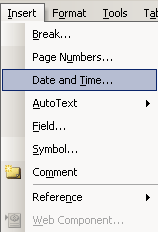 Insert Format Tools Tab
Break...
Page Numbers...
Date and Time...
AutoText
Field...
Symbol...
Comment
Reference
Web Component...